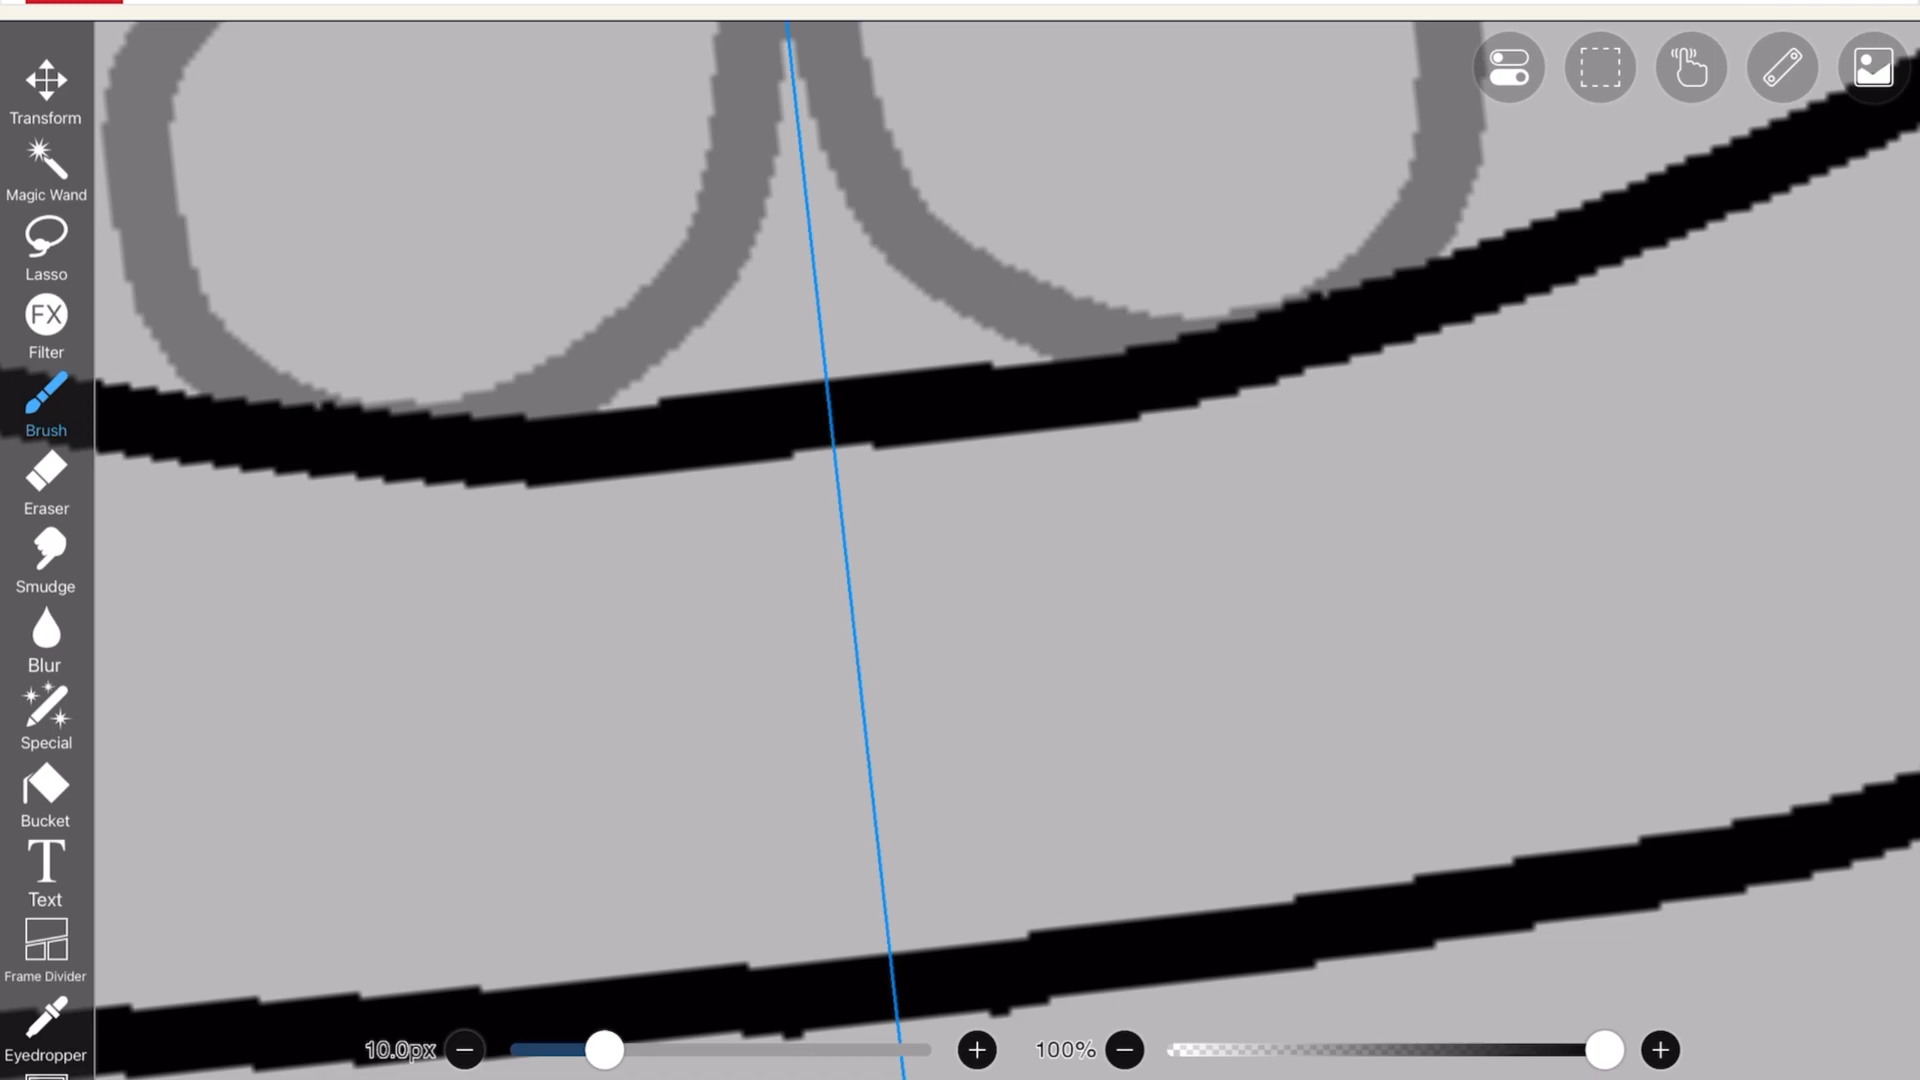 Transform
Magic Wand
Lasso
FX
Filter
Brush
Eraser
Smudge
Blur
Special
Bucket
T
Text
Frame Divider
Eyedropper
10.0px
100%